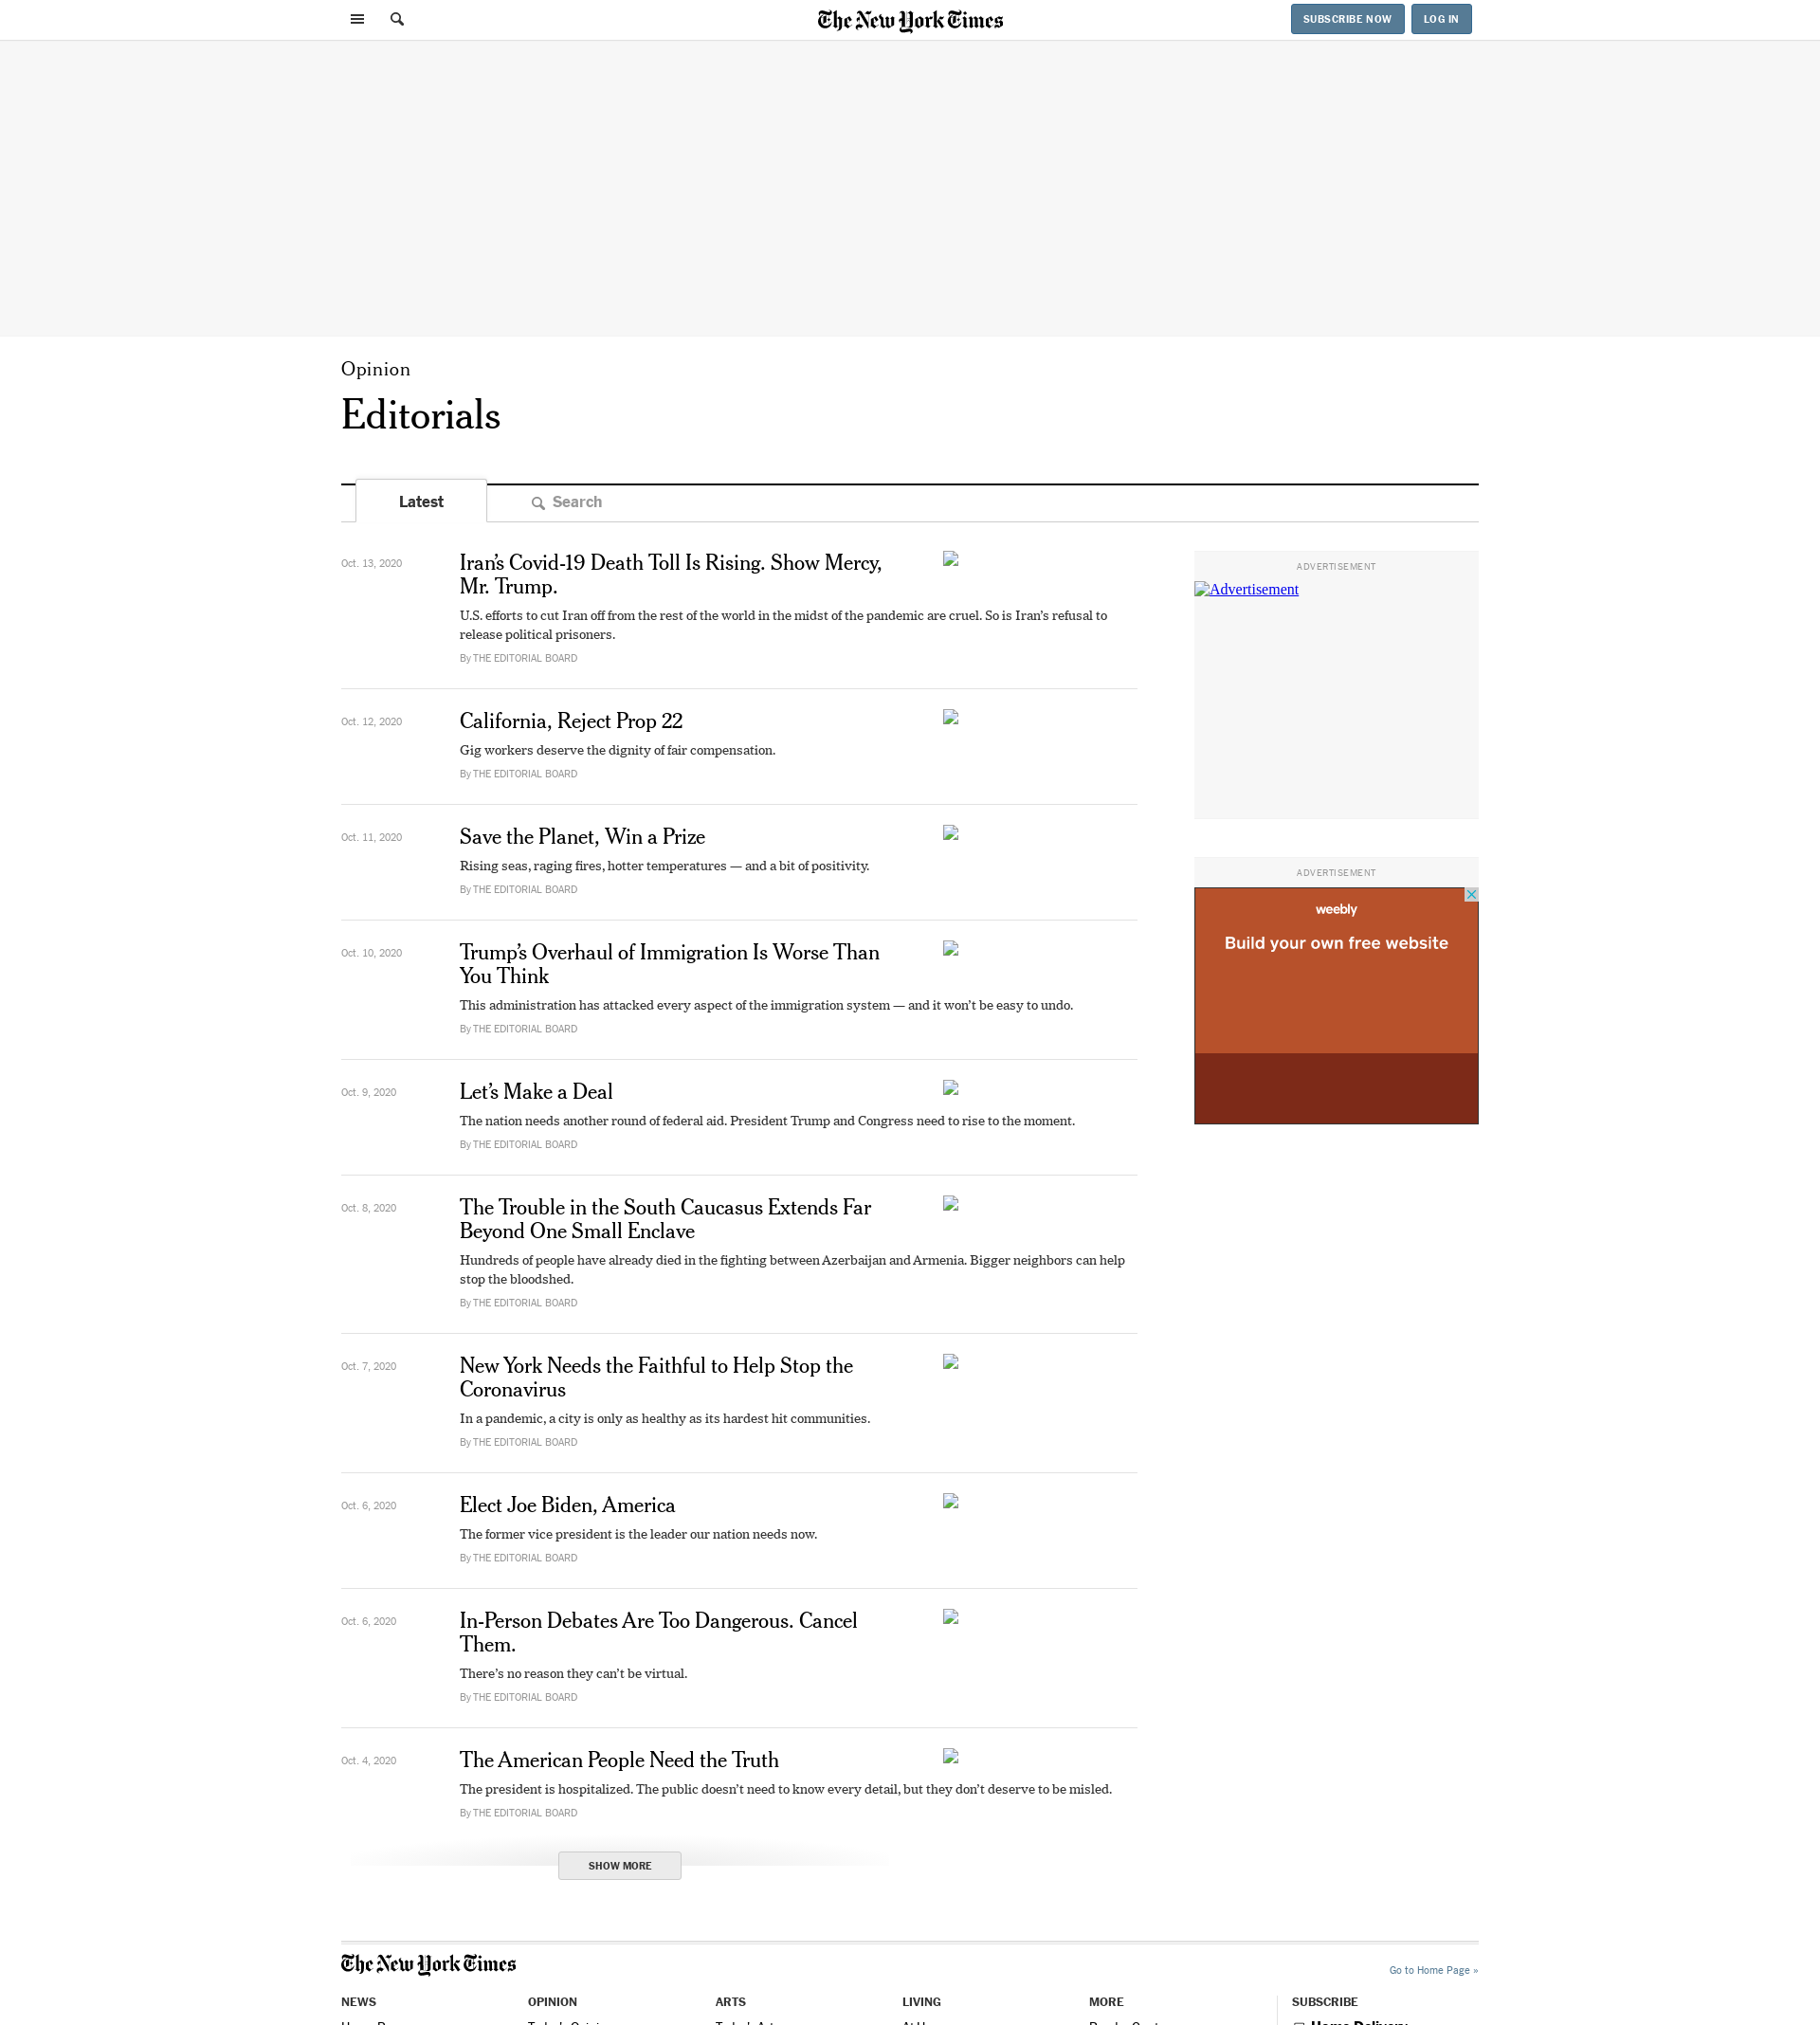 The New York Times
SUBSCRIBE NOW
LOG IN
Opinion
Editorials
Latest
Search
Oct. 13, 2020
Iran’s Covid-19 Death Toll Is Rising. Show Mercy,
Mr. Trump.
U.S. efforts to cut Iran off from the rest of the world in the midst of the pandemic are cruel. So is Iran’s refusal to
release political prisoners.
By THE EDITORIAL BOARD
ADVERTISEMENT
Advertisement
Oct. 12, 2020
California, Reject Prop 22
Gig workers deserve the dignity of fair compensation.
By THE EDITORIAL BOARD
Oct. 11, 2020
Save the Planet, Win a Prize
Rising seas, raging fires, hotter temperatures — and a bit of positivity.
By THE EDITORIAL BOARD
ADVERTISEMENT
weebly
Build your own free website
Oct. 10, 2020
Trump’s Overhaul of Immigration Is Worse Than
You Think
This administration has attacked every aspect of the immigration system — and it won’t be easy to undo.
By THE EDITORIAL BOARD
Oct. 9, 2020
Let’s Make a Deal
The nation needs another round of federal aid. President Trump and Congress need to rise to the moment.
By THE EDITORIAL BOARD
Oct. 8, 2020
The Trouble in the South Caucasus Extends Far
Beyond One Small Enclave
Hundreds of people have already died in the fighting between Azerbaijan and Armenia. Bigger neighbors can help
stop the bloodshed.
By THE EDITORIAL BOARD
Oct. 7, 2020
New York Needs the Faithful to Help Stop the
Coronavirus
In a pandemic, a city is only as healthy as its hardest hit communities.
By THE EDITORIAL BOARD
Oct. 6, 2020
Elect Joe Biden, America
The former vice president is the leader our nation needs now.
By THE EDITORIAL BOARD
Oct. 6, 2020
In-Person Debates Are Too Dangerous. Cancel
Them.
There’s no reason they can’t be virtual.
By THE EDITORIAL BOARD
Oct. 4, 2020
The American People Need the Truth
The president is hospitalized. The public doesn’t need to know every detail, but they don’t deserve to be misled.
By THE EDITORIAL BOARD
SHOW MORE
The New York Times
Go to Home Page »
NEWS
OPINION
ARTS
LIVING
MORE
SUBSCRIBE
Home Delivery